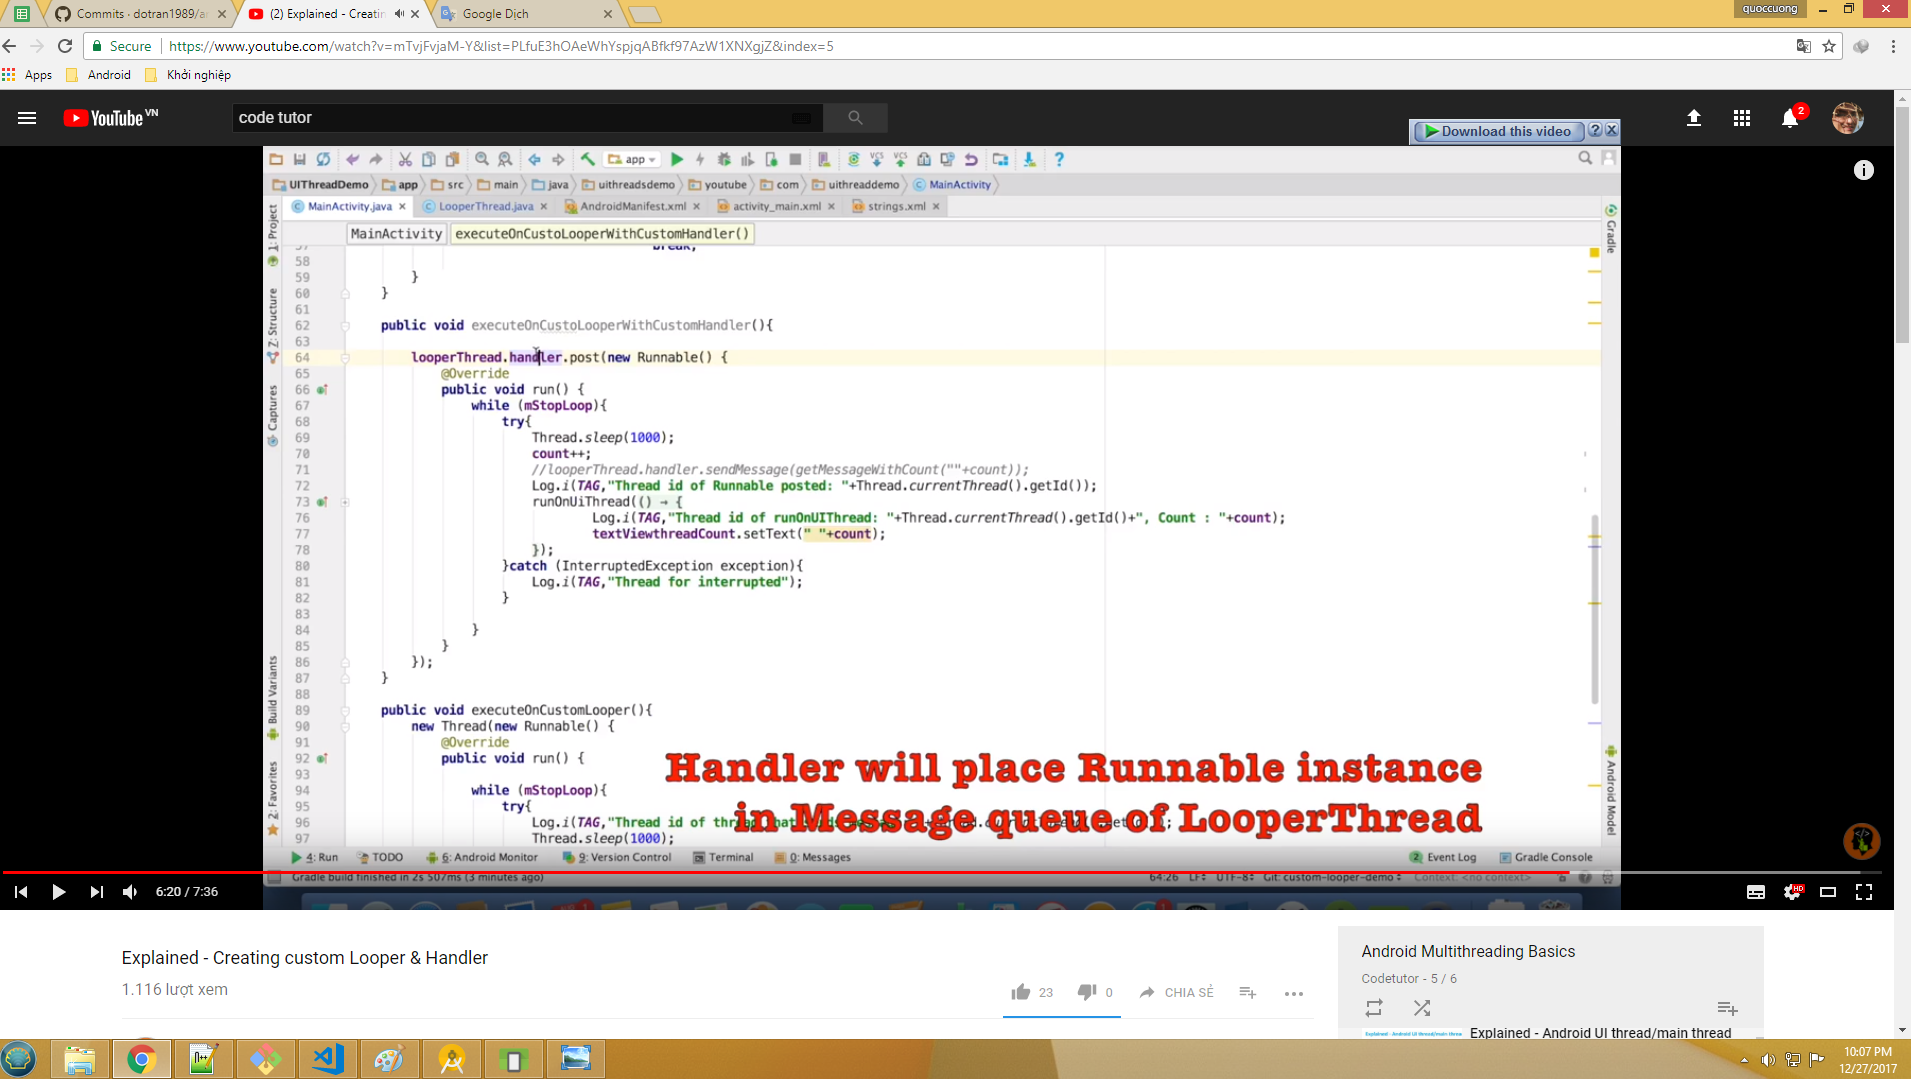 Commits · dotran1989/a
(2) Explained - Creatin
Google Dịch
quoccuong
Secure
https://www.youtube.com/watch?v=mTvjFvjaM-Y&list=PLfuE3hOAeWhYspjqABfkf97AzW1XNXgjZ&index=5
Apps
Android
Khởi nghiệp
YouTube VN
code tutor
2
Download this video
app
UIThreadDemo
app
src
main
java
uithreadsdemo
youtube
com
uithreaddemo
MainActivity
MainActivity.java
LooperThread.java
AndroidManifest.xml
activity_main.xml
strings.xml
MainActivity
executeOnCustoLooperWithCustomHandler()
1: Project
Z: Structure
Captures
Build Variants
2: Favorites
Gradle
Android Model
57 break;
58
59 }
60 }
61
62 public void executeOnCustoLooperWithCustomHandler(){
63
64 looperThread.handler.post(new Runnable() {
65 @Override
66 public void run() {
67 while (mStopLoop){
68 try{
69 Thread.sleep(1000);
70 count++;
71 //looperThread.handler.sendMessage(getMessageWithCount(""+count));
72 Log.i(TAG,"Thread id of Runnable posted: "+Thread.currentThread().getId());
73 runOnUiThread(() → {
76 Log.i(TAG,"Thread id of runOnUIThread: "+Thread.currentThread().getId()+", Count : "+count);
77 textViewthreadCount.setText(" "+count);
78 });
80 }catch (InterruptedException exception){
81 Log.i(TAG,"Thread for interrupted");
82 }
83
84 }
85 }
86 });
87 }
88
89 public void executeOnCustomLooper(){
90 new Thread(new Runnable() {
91 @Override
92 public void run() {
93
94 while (mStopLoop){
95 try{
96 Log.i(TAG,"Thread id of thread
97 Thread.sleep(1000);
Handler will place Runnable instance
in Message queue of LooperThread
4: Run
TODO
6: Android Monitor
9: Version Control
Terminal
0: Messages
2 Event Log
Gradle Console
Gradle build finished in 2s 507ms (3 minutes ago)
64:26 LF÷ UTF-8÷ Git: custom-looper-demo÷ Context: <no context>
6:20 / 7:36
HD
Explained - Creating custom Looper & Handler
1.116 lượt xem
23
0
CHIA SẺ
Android Multithreading Basics
Codetutor - 5 / 6
Explained - Android UI thread/main thread
10:07 PM
12/27/2017